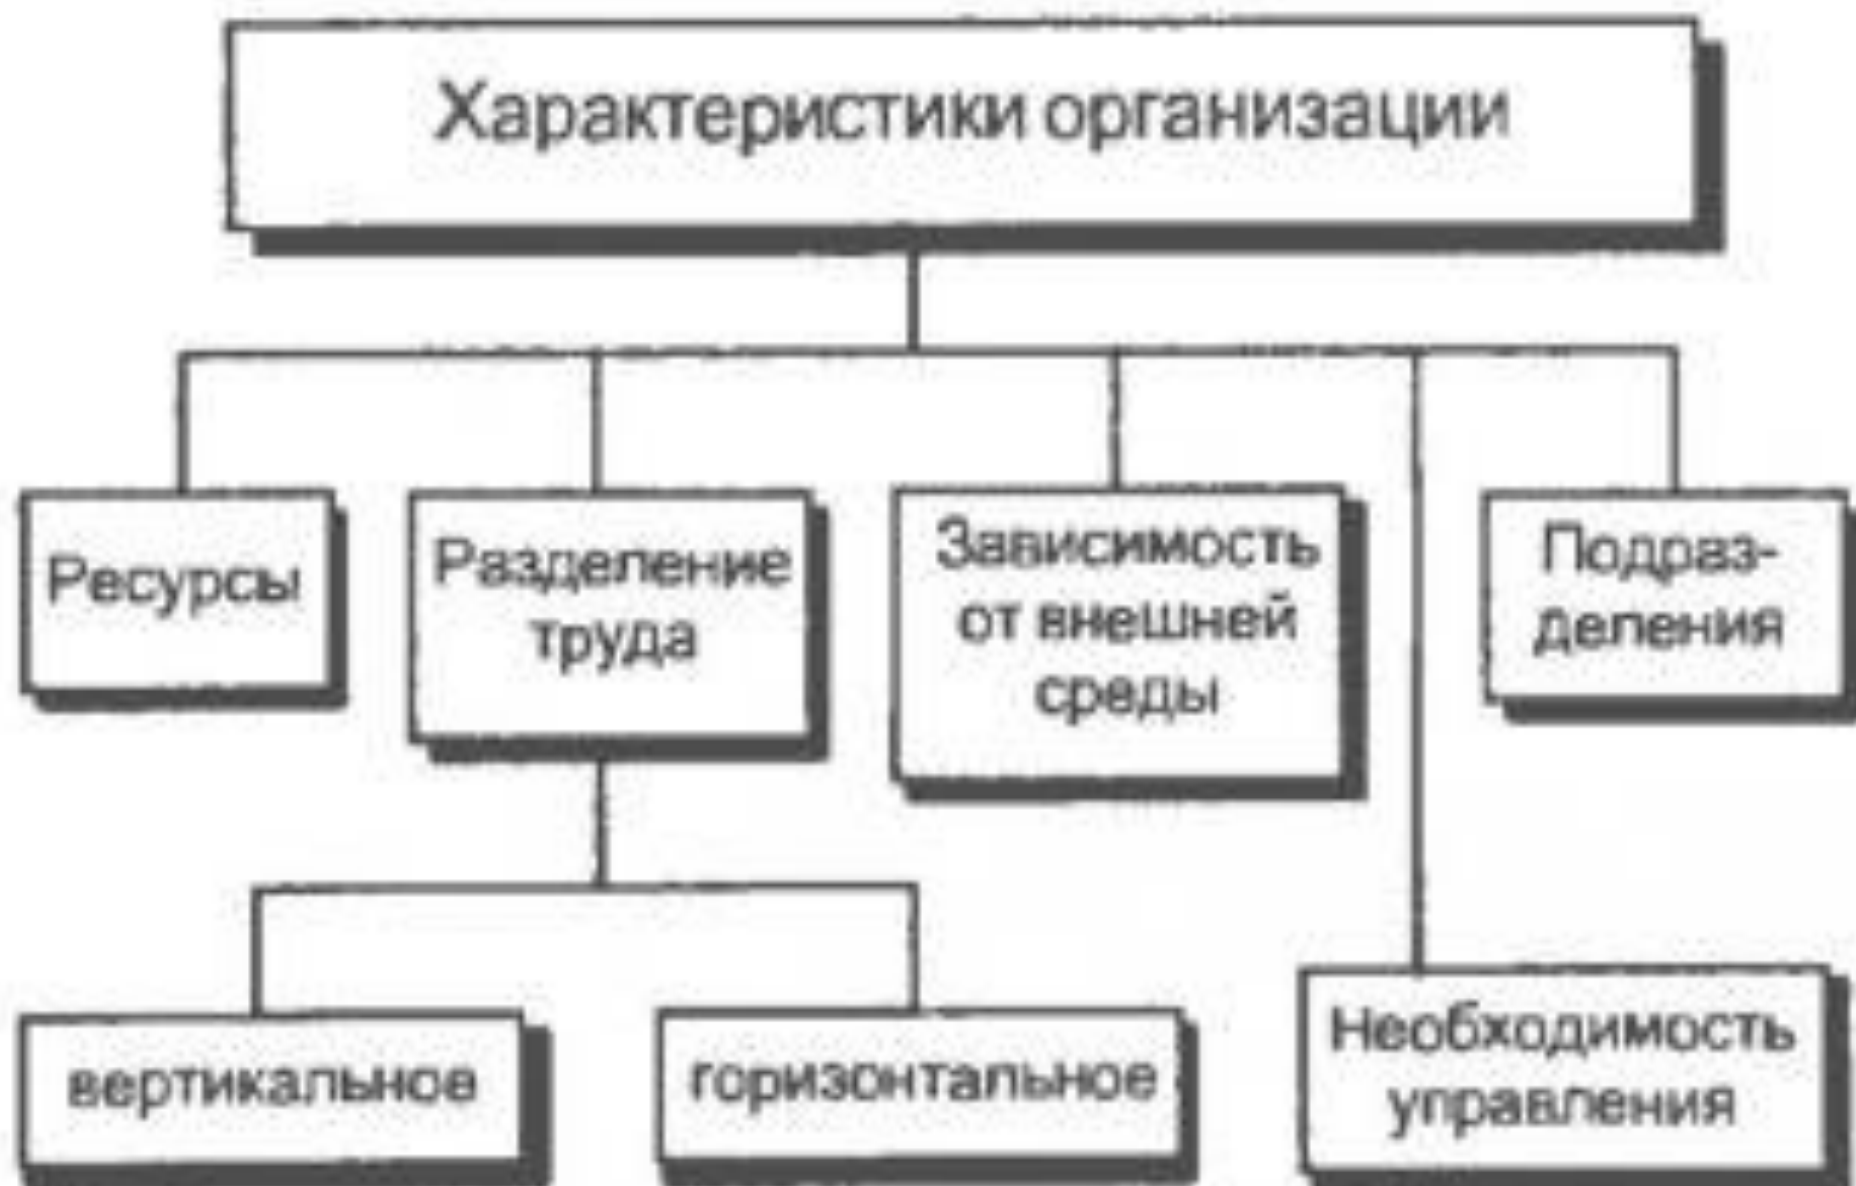 Характеристики организации
Ресурсы
Разделение
труда
Зависимость
от внешней
среды
Подраз-
деления
вертикальное
горизонтальное
Необходимость
управления